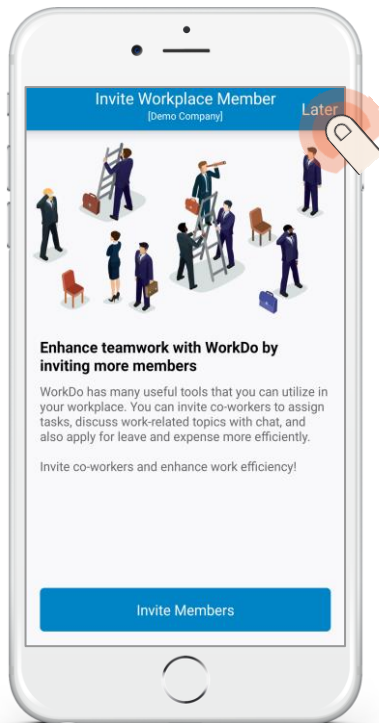 Invite Workplace Member
[Demo Company]
Later
Enhance teamwork with WorkDo by
inviting more members
WorkDo has many useful tools that you can utilize in
your workplace. You can invite co-workers to assign
tasks, discuss work-related topics with chat, and
also apply for leave and expense more efficiently.
Invite co-workers and enhance work efficiency!
Invite Members